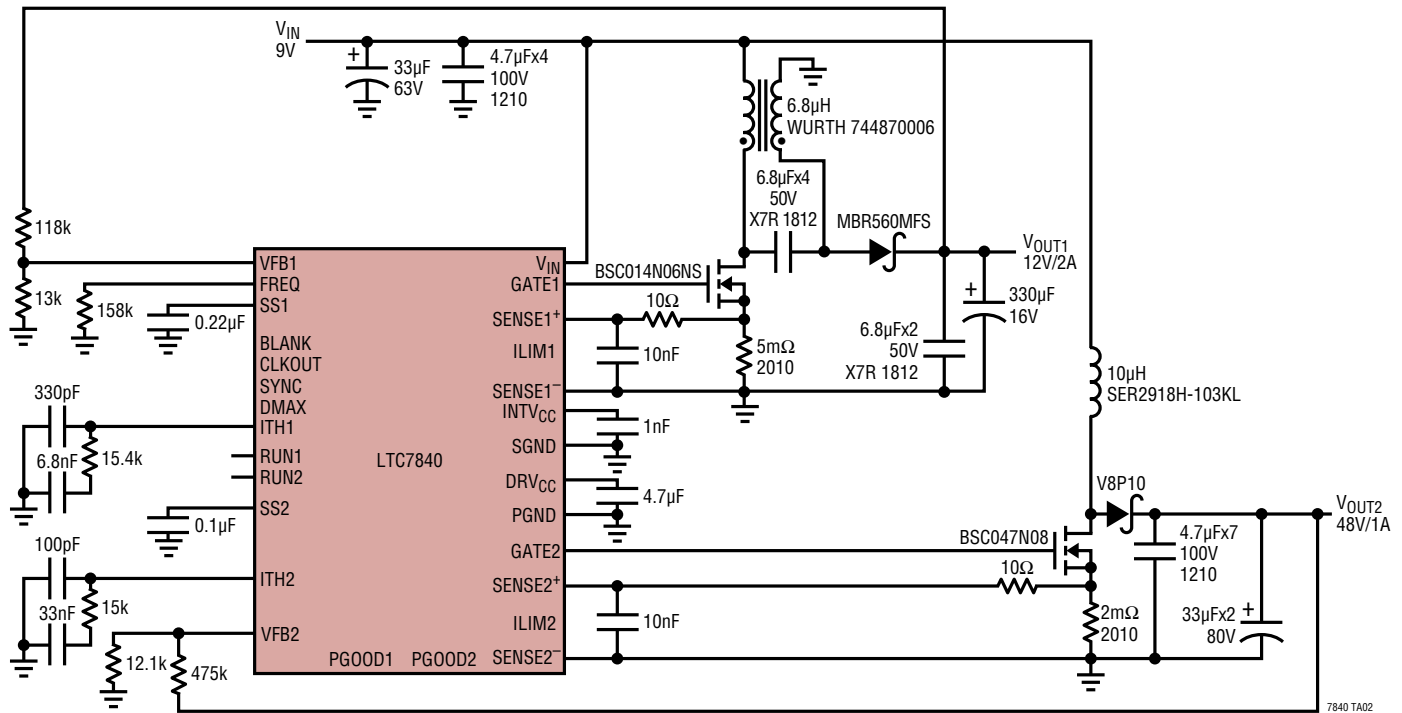 VIN
9V
33µF
63V
4.7µFx4
100V
1210
6.8µH
WURTH 744870006
6.8µFx4
50V
X7R 1812
MBR560MFS
VOUT1
12V/2A
118k
13k
158k
0.22µF
VFB1
FREQ
SS1
BLANK
CLKOUT
SYNC
DMAX
ITH1
RUN1
RUN2
SS2
ITH2
VFB2
PGOOD1 PGOOD2
LTC7840
VIN
GATE1
SENSE1+
ILIM1
SENSE1–
INTVCC
SGND
DRVCC
PGND
GATE2
SENSE2+
ILIM2
SENSE2–
BSC014N06NS
10Ω
10nF
5mΩ
2010
6.8µFx2
50V
X7R 1812
+
330µF
16V
+
1nF
4.7µF
10µH
SER2918H-103KL
330pF
6.8nF
15.4k
0.1µF
100pF
33nF
15k
12.1k
475k
V8P10
VOUT2
48V/1A
BSC047N08
10Ω
10nF
2mΩ
2010
4.7µFx7
100V
1210
33µFx2
80V
+
7840 TA02